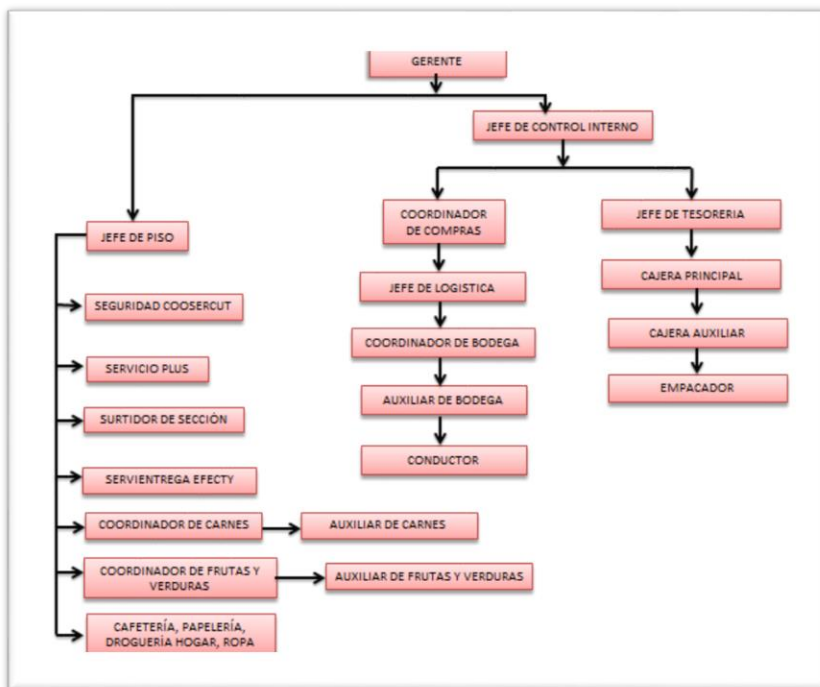 GERENTE
JEFE DE CONTROL INTERNO
COORDINADOR
DE COMPRAS
JEFE DE TESORERIA
JEFE DE PISO
JEFE DE LOGISTICA
CAJERA PRINCIPAL
SEGURIDAD COOSERCUT
COORDINADOR DE BODEGA
CAJERA AUXILIAR
SERVICIO PLUS
AUXILIAR DE BODEGA
EMPACADOR
SURTIDOR DE SECCIÓN
CONDUCTOR
SERVIENTREGA EFECTY
COORDINADOR DE CARNES
AUXILIAR DE CARNES
COORDINADOR DE FRUTAS Y
VERDURAS
AUXILIAR DE FRUTAS Y VERDURAS
CAFETERÍA, PAPELERÍA,
DROGUERÍA HOGAR, ROPA